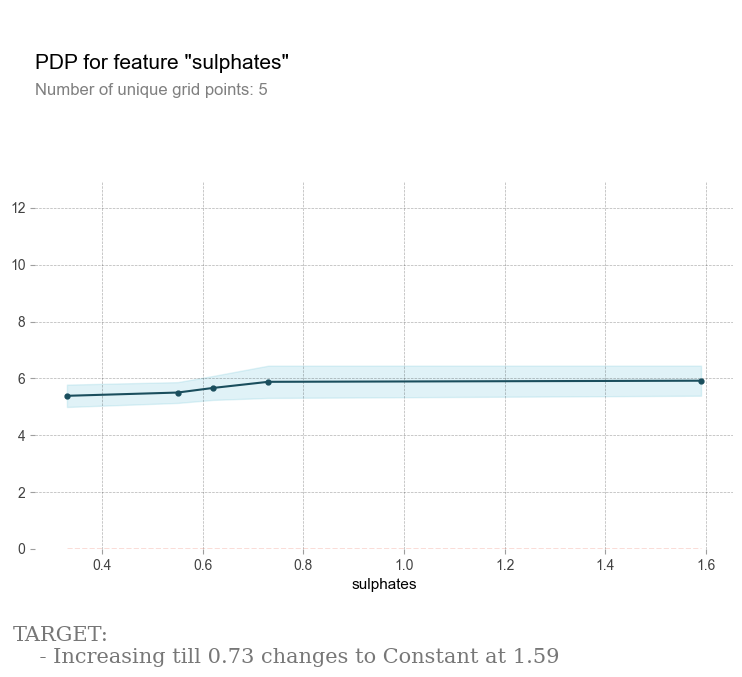 PDP for feature "sulphates"
Number of unique grid points: 5
12
10
8
6
4
2
0
0.4 0.6 0.8 1.0 1.2 1.4 1.6
sulphates
TARGET:
- Increasing till 0.73 changes to Constant at 1.59